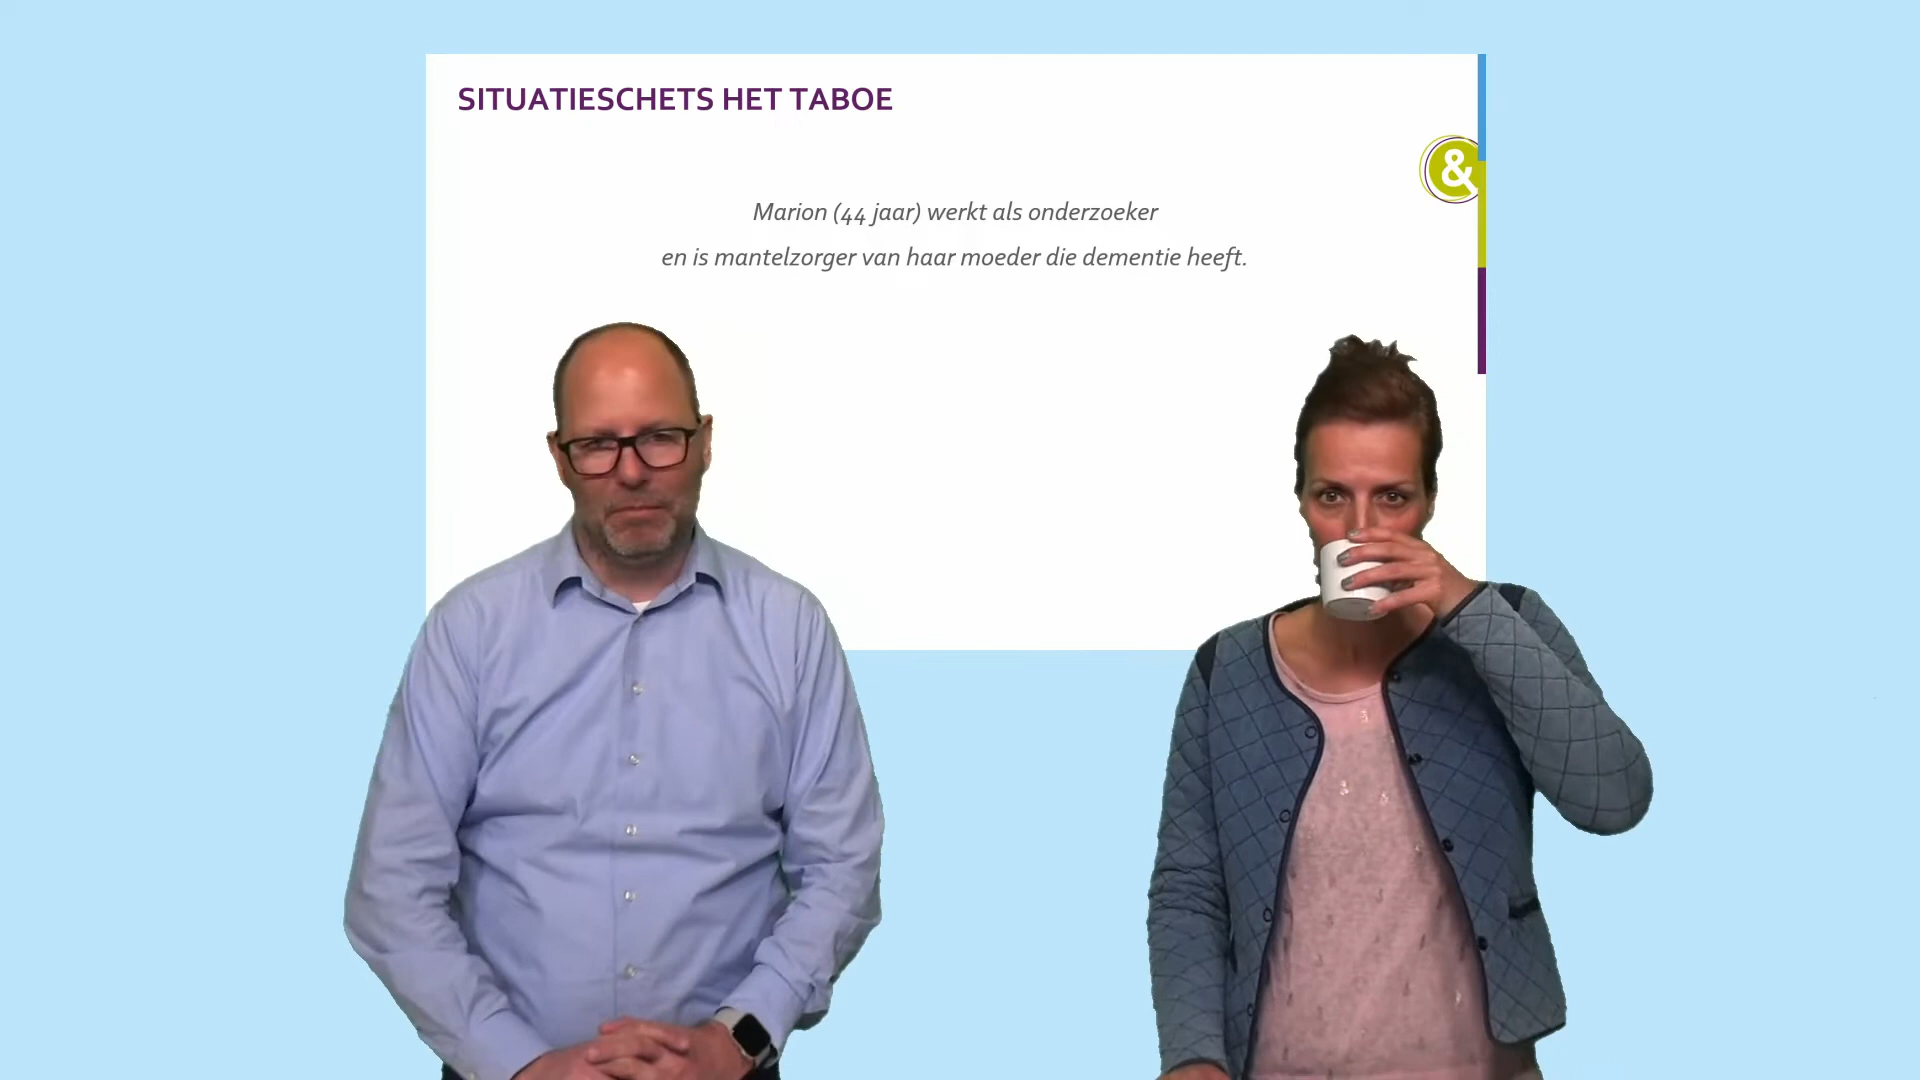 SITUATIESCHETS HET TABOE
&
Marion (44 jaar) werkt als onderzoeker
en is mantelzorger van haar moeder die dementie heeft.